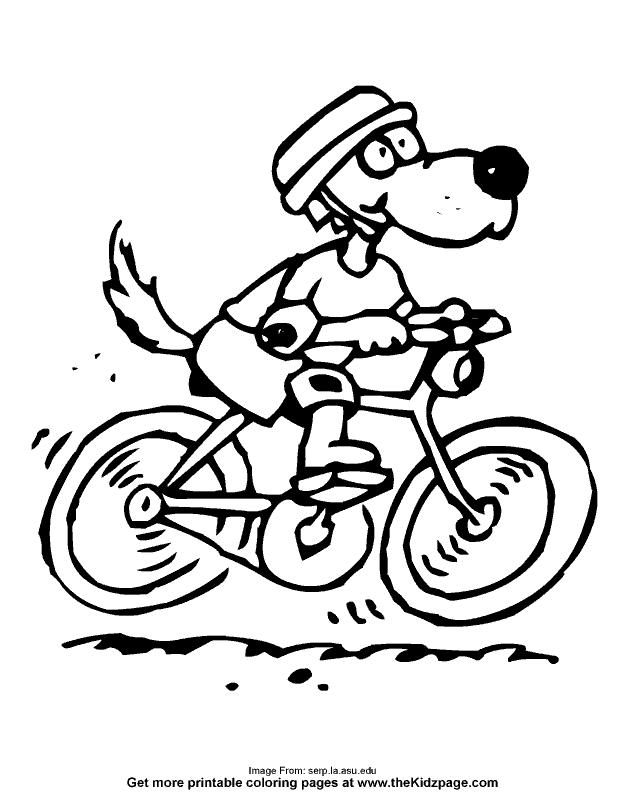 Image From: serp.la.asu.edu
Get more printable coloring pages at www.theKidzpage.com